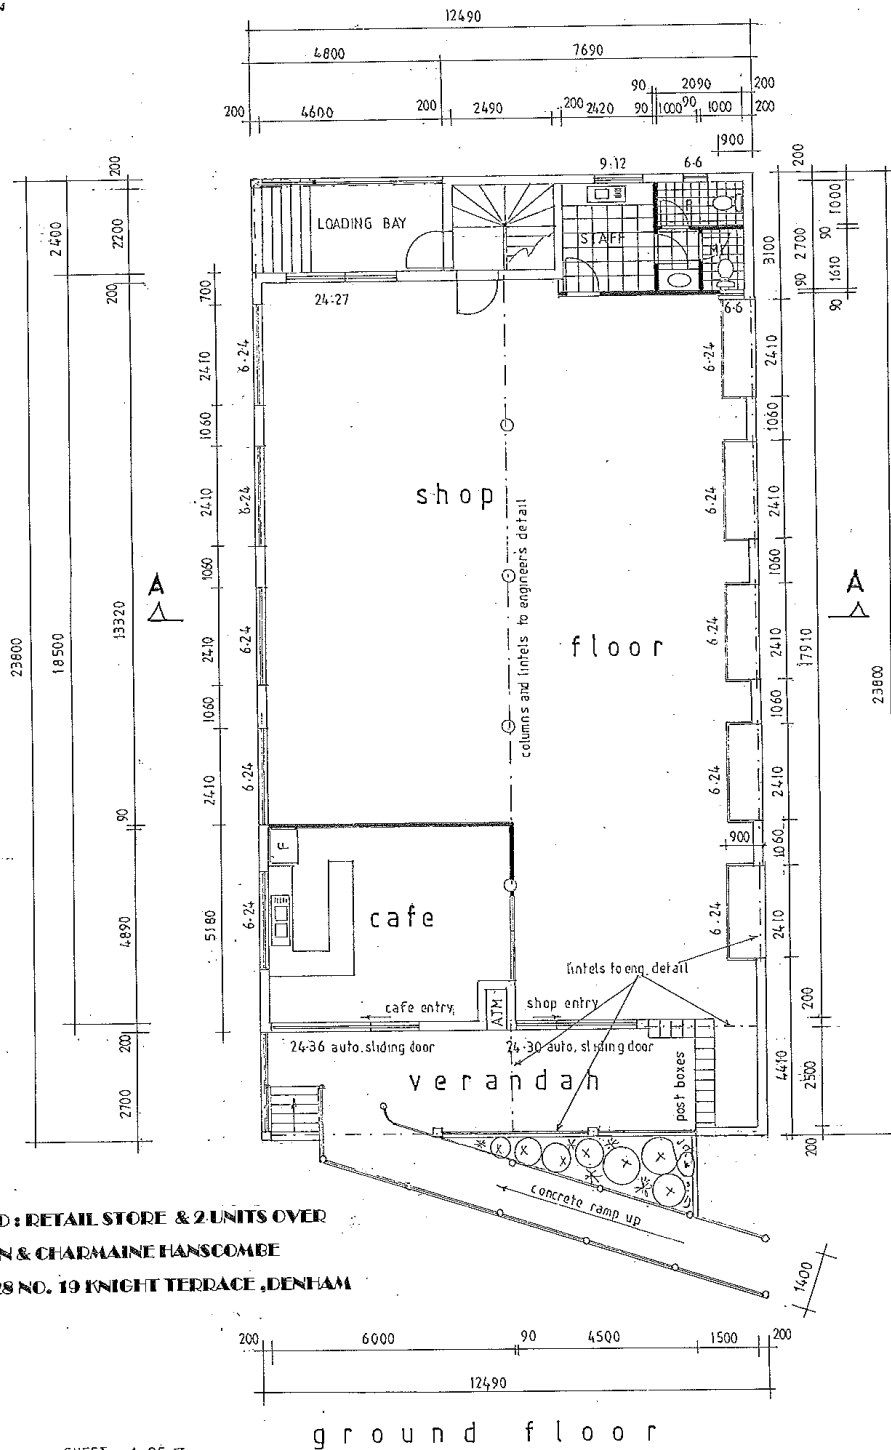 12490
4800 7690
90 2090 200
200 4600 200 2490 200 2420 90 1000 90 1000 200
900
9:12 6·6
200
200
LOADING BAY
STAFF
F
M
2400
2200
200
700
24:27
3100
2700
1000
90
1610
90
90
6·6
6·24
2410
1060
6·24
2410
1060
6·24
2410
1060
6·24
2410
6·24
2410
1060
6·24
2410
1060
6·24
2410
1060
6·24
2410
1060
900
6·24
2410
shop
floor
columns and lintels to engineer's detail
A
A
23800
18500
13320
90
4890
5180
6·24
17910
23800
F
cafe
lintels to eng. detail
cafe entry
ATM
shop entry
24·36 auto. sliding door
24·30 auto. sliding door
verandah
post boxes
200
2700
200
4410
2500
200
concrete ramp up
1400
D : RETAIL STORE & 2 UNITS OVER
N & CHARMAINE HANSCOMBE
28 NO. 19 KNIGHT TERRACE , DENHAM
200 6000 90 4500 1500 200
12490
ground floor